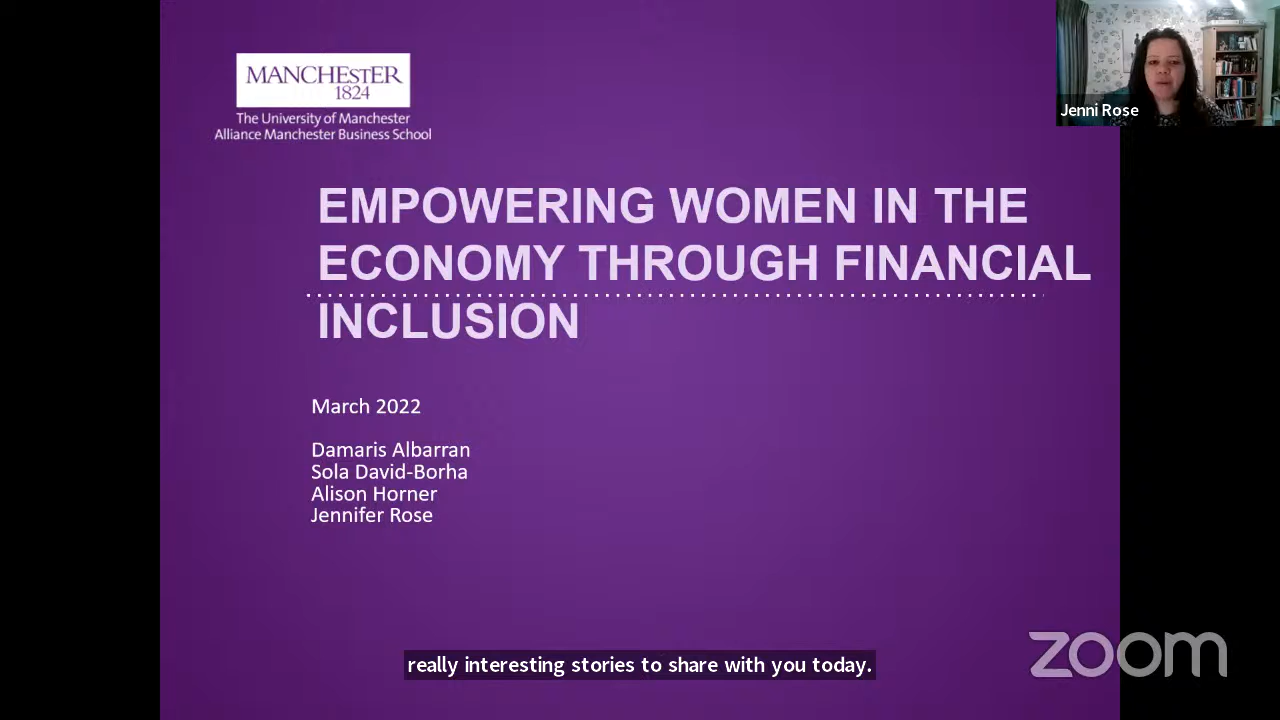 MANCHESTER
1824
The University of Manchester
Alliance Manchester Business School
Jenni Rose
EMPOWERING WOMEN IN THE
ECONOMY THROUGH FINANCIAL
INCLUSION
March 2022
Damaris Albarran
Sola David-Borha
Alison Horner
Jennifer Rose
really interesting stories to share with you today.
zoom